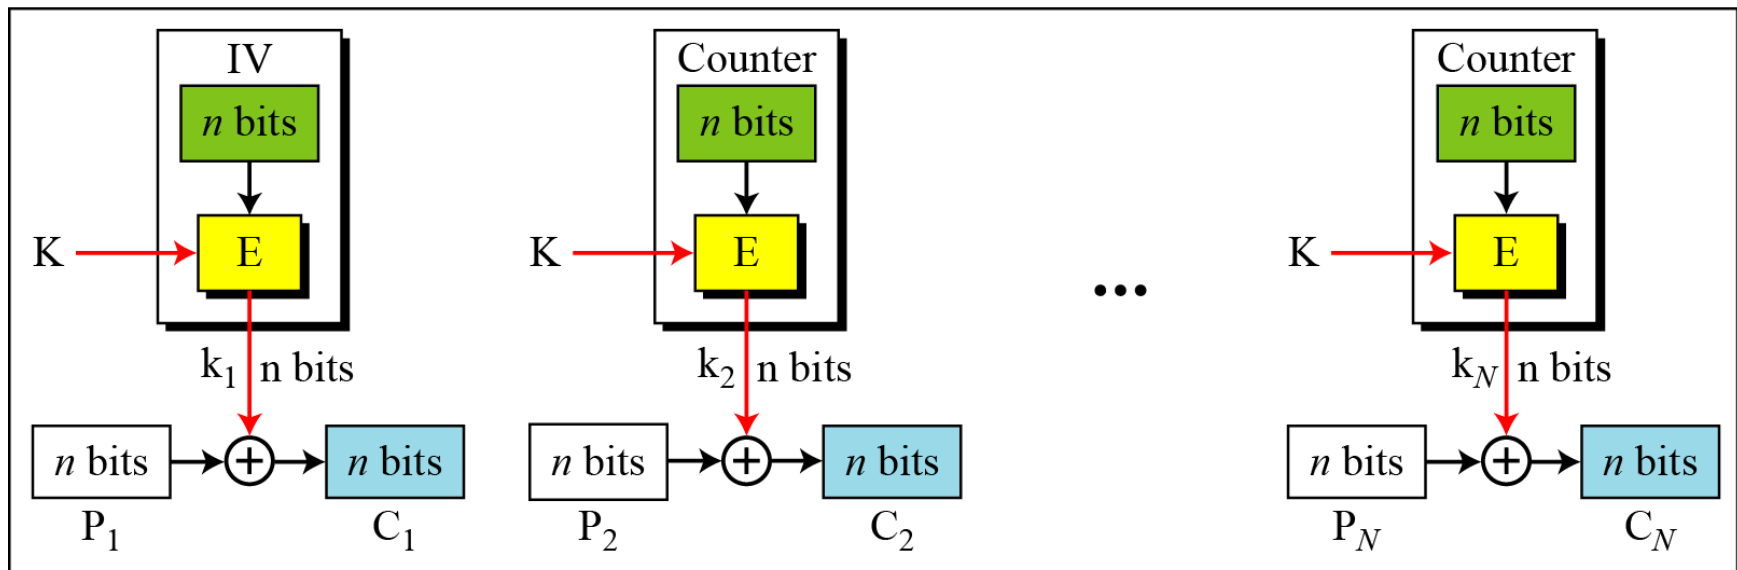 IV Counter Counter
n bits n bits n bits
K E K E ... K E
k1 n bits k2 n bits kN n bits
n bits + n bits n bits + n bits n bits + n bits
P1 C1 P2 C2 PN CN